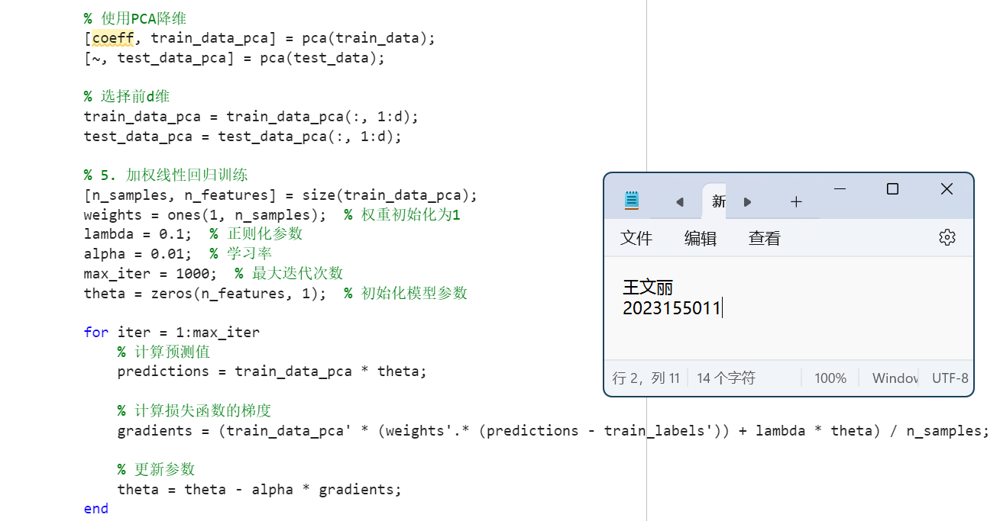 % 使用PCA降维
[coeff, train_data_pca] = pca(train_data);
[~, test_data_pca] = pca(test_data);
% 选择前d维
train_data_pca = train_data_pca(:, 1:d);
test_data_pca = test_data_pca(:, 1:d);
% 5. 加权线性回归训练
[n_samples, n_features] = size(train_data_pca);
weights = ones(1, n_samples);  % 权重初始化为1
lambda = 0.1;  % 正则化参数
alpha = 0.01;  % 学习率
max_iter = 1000;  % 最大迭代次数
theta = zeros(n_features, 1);  % 初始化模型参数
for iter = 1:max_iter
% 计算预测值
predictions = train_data_pca * theta;
% 计算损失函数的梯度
gradients = (train_data_pca' * (weights'.* (predictions - train_labels')) + lambda * theta) / n_samples;
% 更新参数
theta = theta - alpha * gradients;
end
新
文件 编辑 查看
王文丽
2023155011
行 2，列 11 14 个字符 100% Window UTF-8